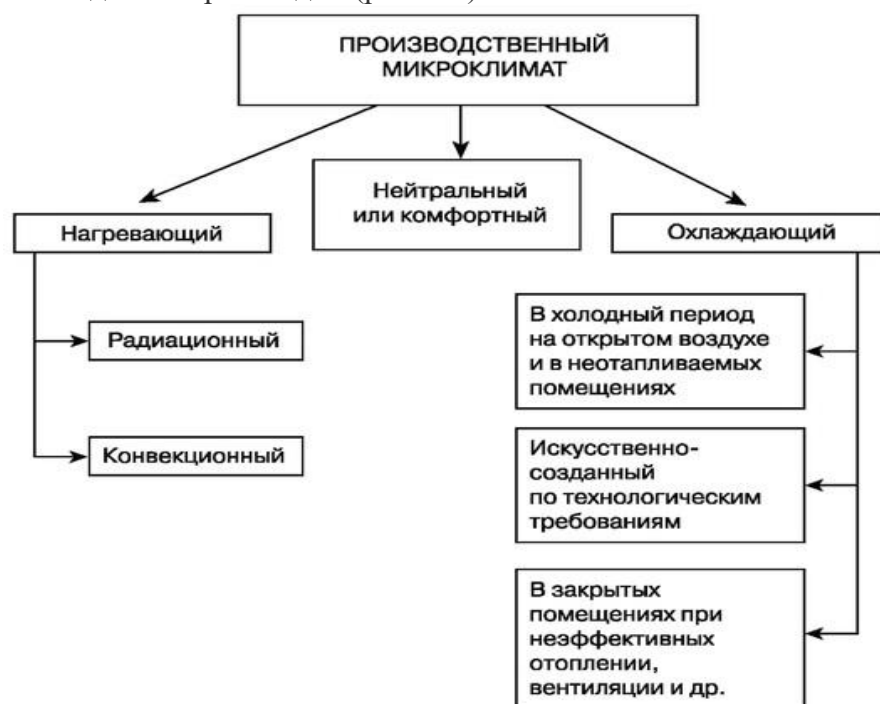 ПРОИЗВОДСТВЕННЫЙ
МИКРОКЛИМАТ
Нейтральный
или комфортный
Нагревающий
Охлаждающий
Радиационный
Конвекционный
В холодный период
на открытом воздухе
и в неотапливаемых
помещениях
Искусственно-
созданный
по технологическим
требованиям
В закрытых
помещениях при
неэффективных
отоплении,
вентиляции и др.